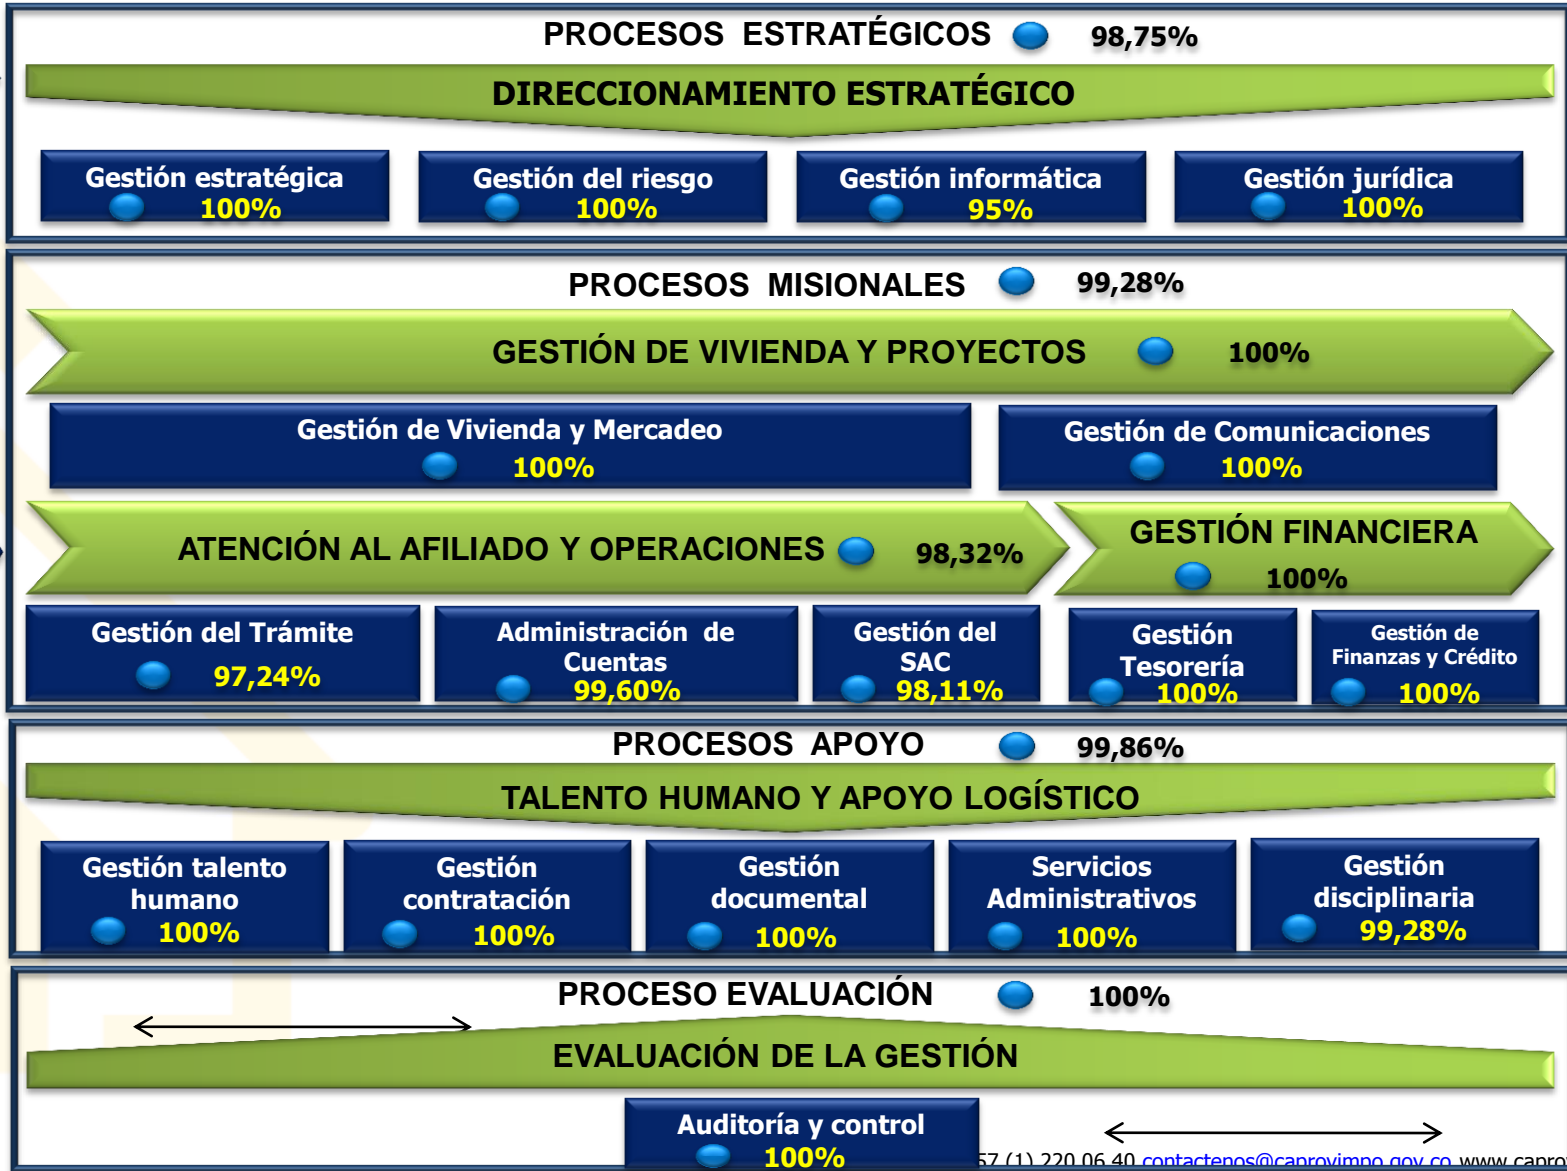 PROCESOS ESTRATÉGICOS 98,75%
DIRECCIONAMIENTO ESTRATÉGICO
Gestión estratégica
100%
Gestión del riesgo
100%
Gestión informática
95%
Gestión jurídica
100%
PROCESOS MISIONALES 99,28%
GESTIÓN DE VIVIENDA Y PROYECTOS 100%
Gestión de Vivienda y Mercadeo
100%
Gestión de Comunicaciones
100%
ATENCIÓN AL AFILIADO Y OPERACIONES 98,32%
GESTIÓN FINANCIERA
100%
Gestión del Trámite
97,24%
Administración de
Cuentas
99,60%
Gestión del
SAC
98,11%
Gestión
Tesorería
100%
Gestión de
Finanzas y Crédito
100%
PROCESOS APOYO 99,86%
TALENTO HUMANO Y APOYO LOGÍSTICO
Gestión talento
humano
100%
Gestión
contratación
100%
Gestión
documental
100%
Servicios
Administrativos
100%
Gestión
disciplinaria
99,28%
PROCESO EVALUACIÓN 100%
EVALUACIÓN DE LA GESTIÓN
Auditoría y control
100%
57 (1) 220 06 40 contactenos@caprovimpo.gov.co www.capro